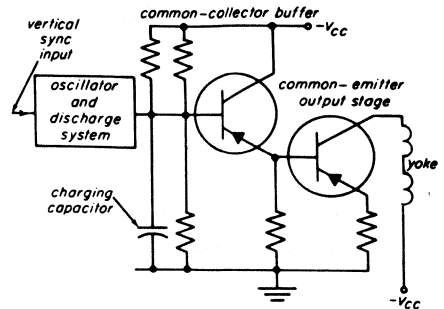 common-collector buffer
-Vcc
vertical
sync
input
oscillator
and
discharge
system
common-emitter
output stage
yoke
charging
capacitor
-Vcc